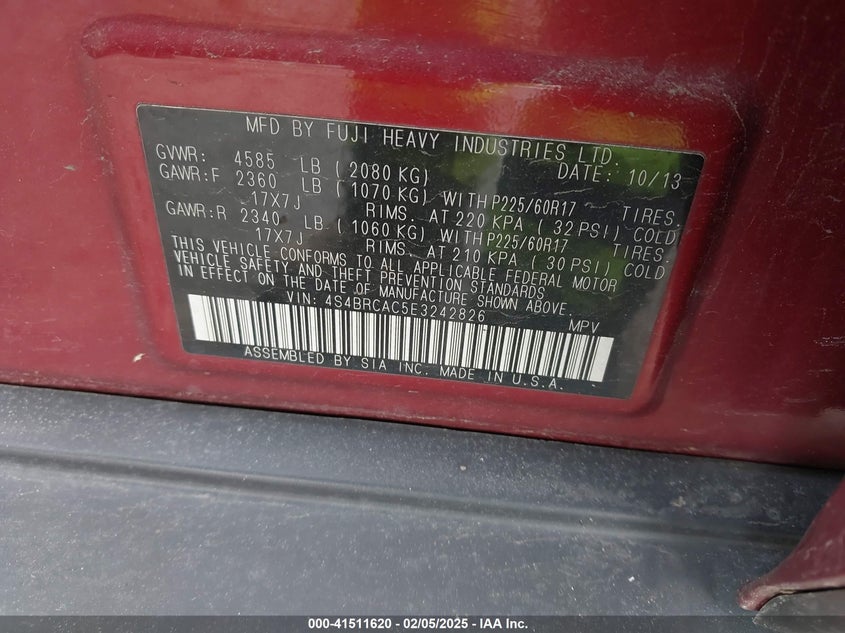 MFD BY FUJI HEAVY INDUSTRIES LTD.
GVWR: 4585 LB ( 2080 KG) DATE: 10/13
GAWR:F 2360 LB ( 1070 KG) WITH P225/60R17 TIRES.
17X7J RIMS. AT 220 KPA ( 32 PSI) COLD
GAWR:R 2340 LB ( 1060 KG) WITH P225/60R17 TIRES.
17X7J RIMS. AT 210 KPA ( 30 PSI) COLD
THIS VEHICLE CONFORMS TO ALL APPLICABLE FEDERAL MOTOR
VEHICLE SAFETY AND THEFT PREVENTION STANDARDS
IN EFFECT ON THE DATE OF MANUFACTURE SHOWN ABOVE.
VIN: 4S4BRCAC5E3242826 MPV
ASSEMBLED BY SIA INC. MADE IN U.S.A.
000-41511620 - 02/05/2025 - IAA Inc.